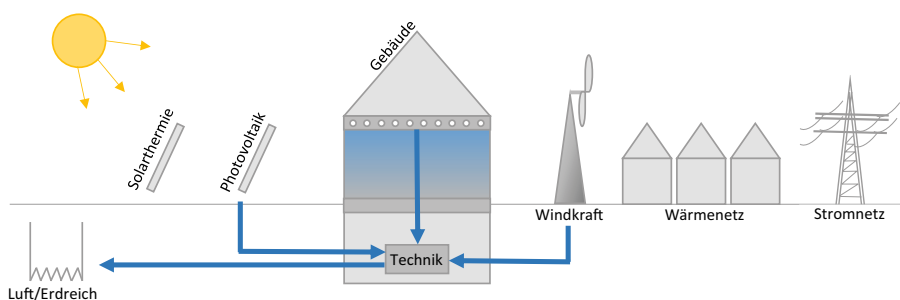 Gebäude
Solarthermie
Photovoltaik
Windkraft
Wärmenetz
Stromnetz
Technik
Luft/Erdreich